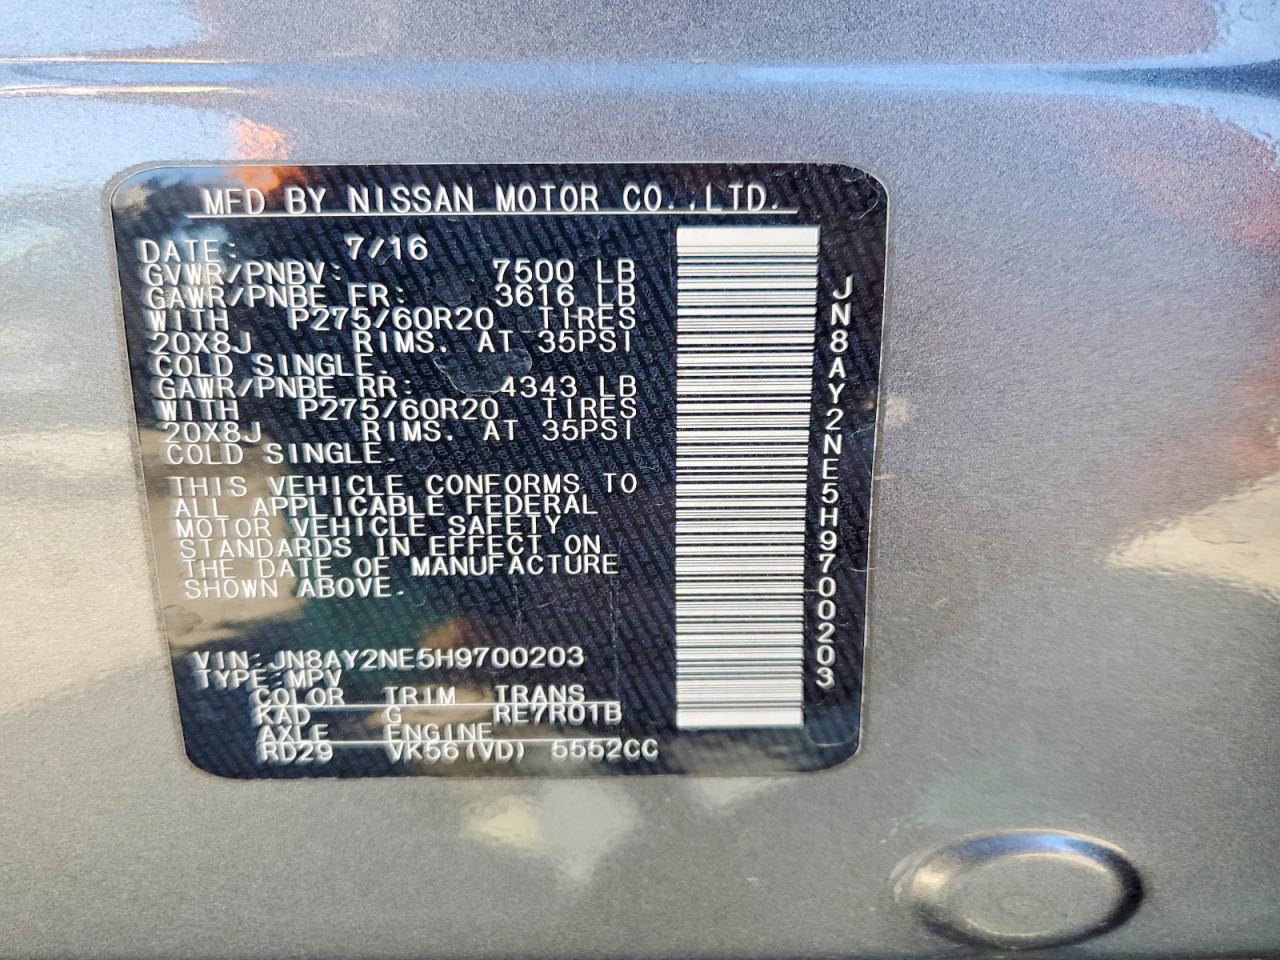 MFD BY NISSAN MOTOR CO.,LTD.
DATE: 7/16
GVWR/PNBV: 7500 LB
GAWR/PNBE FR: 3616 LB
WITH P275/60R20 TIRES
20X8J RIMS. AT 35PSI
COLD SINGLE.
GAWR/PNBE RR: 4343 LB
WITH P275/60R20 TIRES
20X8J RIMS. AT 35PSI
COLD SINGLE.
THIS VEHICLE CONFORMS TO
ALL APPLICABLE FEDERAL
MOTOR VEHICLE SAFETY
STANDARDS IN EFFECT ON
THE DATE OF MANUFACTURE
SHOWN ABOVE.
VIN:JN8AY2NE5H9700203
TYPE:MPV
COLOR TRIM TRANS
KAD G RE7R01B
AXLE ENGINE
RD29 VK56(VD) 5552CC
JN8AY2NE5H9700203